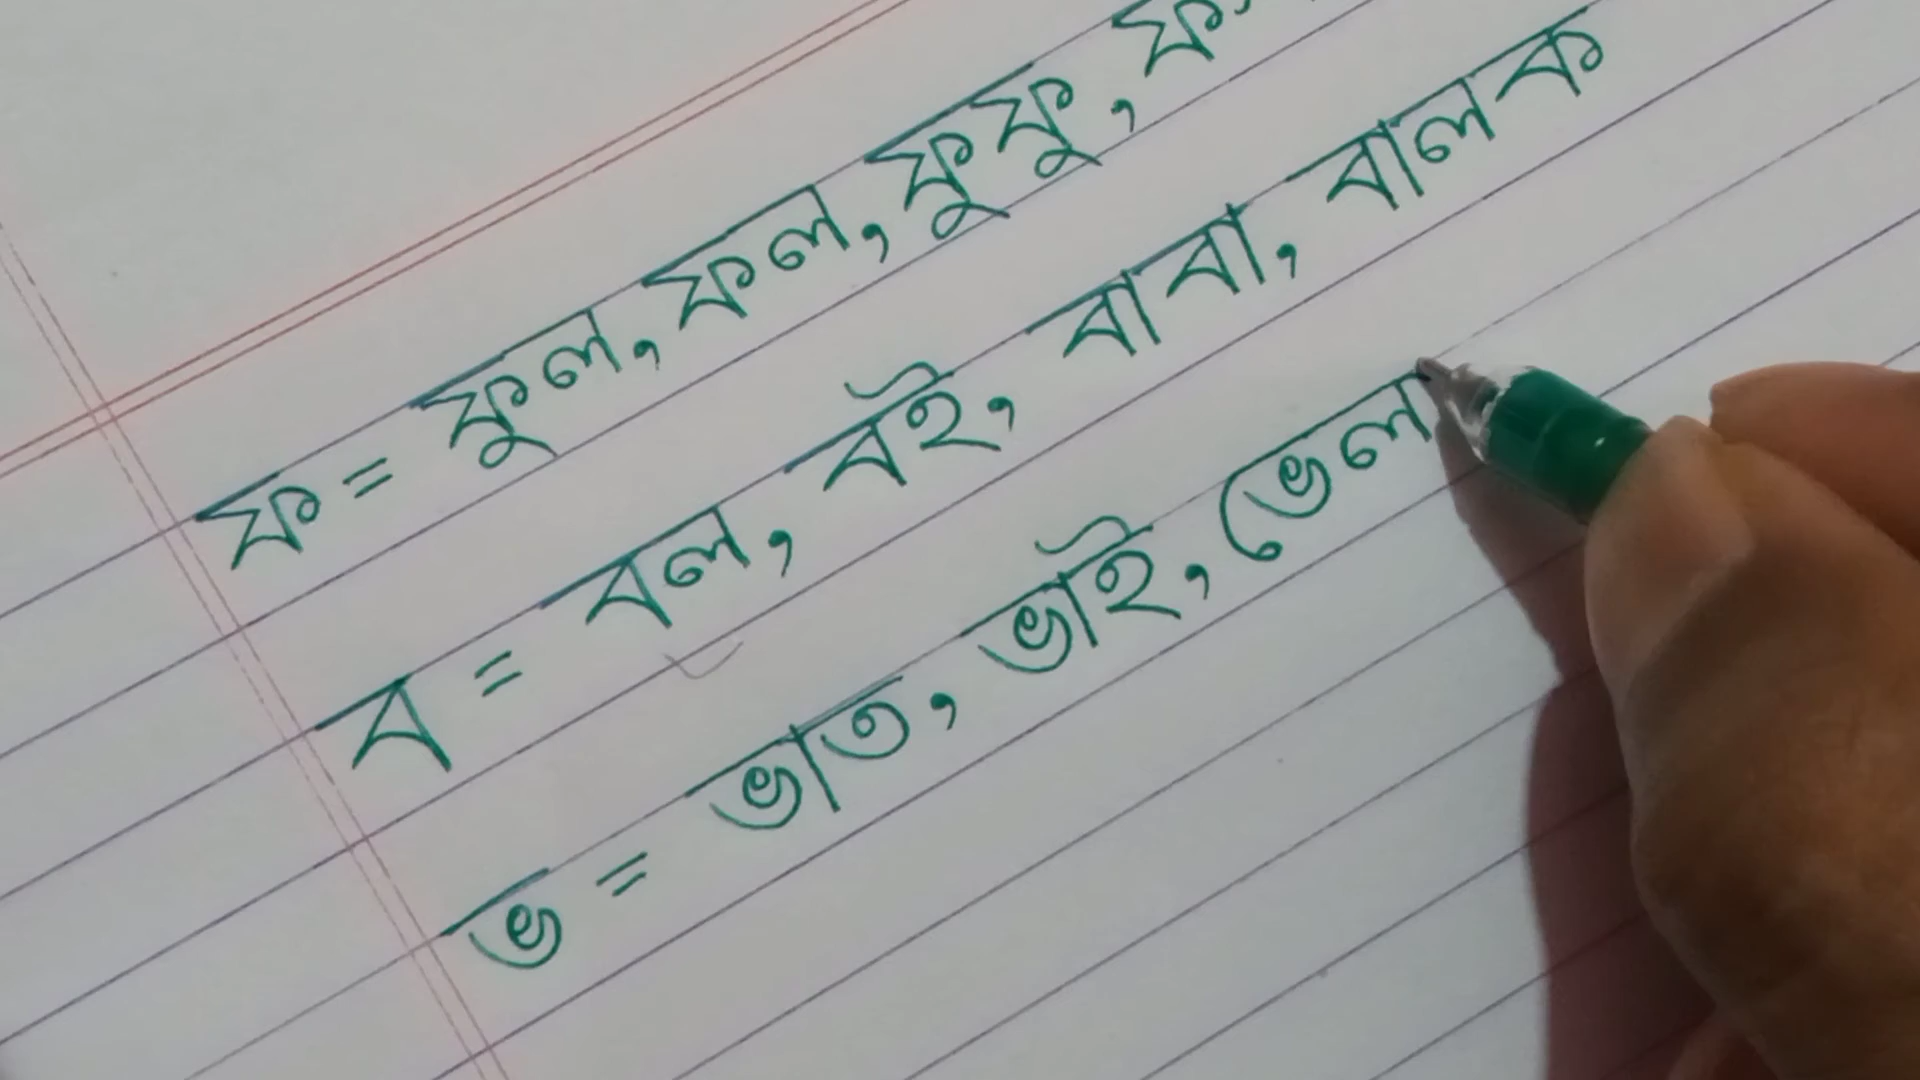 ফ = ফুল, ফল, ফুফু, ফ
ব = বল, বই, বাবা, বালক
ভ = ভাত, ভাই, ভেল